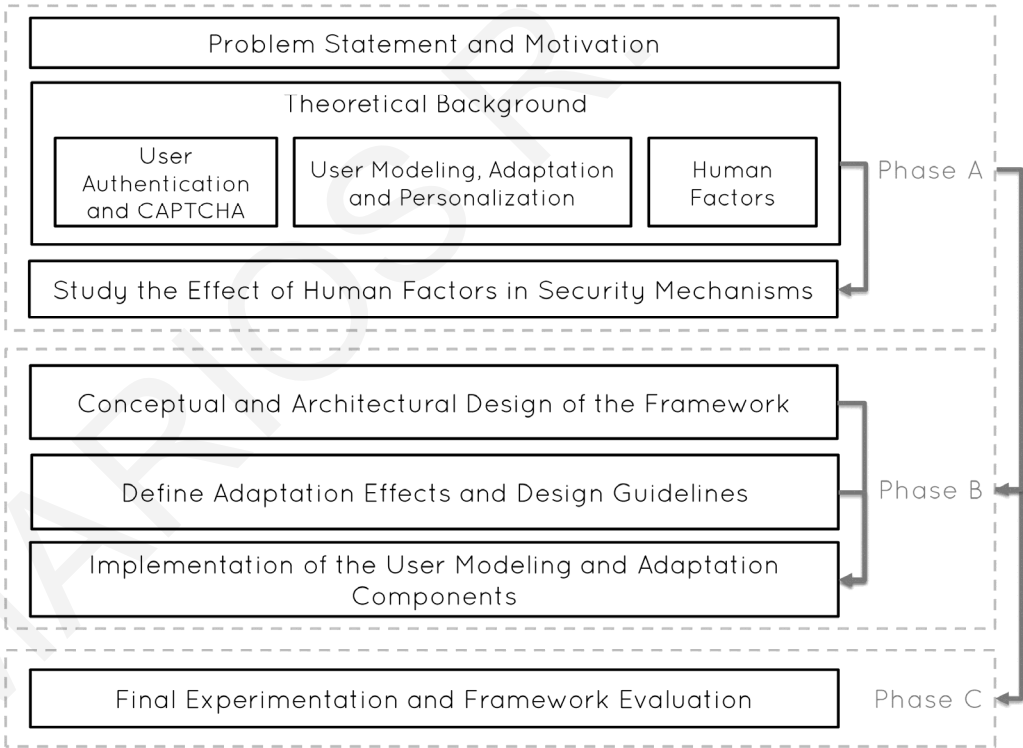 Problem Statement and Motivation
Theoretical Background
User
Authentication
and CAPTCHA
User Modeling, Adaptation
and Personalization
Human
Factors
Phase A
Study the Effect of Human Factors in Security Mechanisms
Conceptual and Architectural Design of the Framework
Define Adaptation Effects and Design Guidelines
Phase B
Implementation of the User Modeling and Adaptation
Components
Final Experimentation and Framework Evaluation
Phase C
MARIOS R.